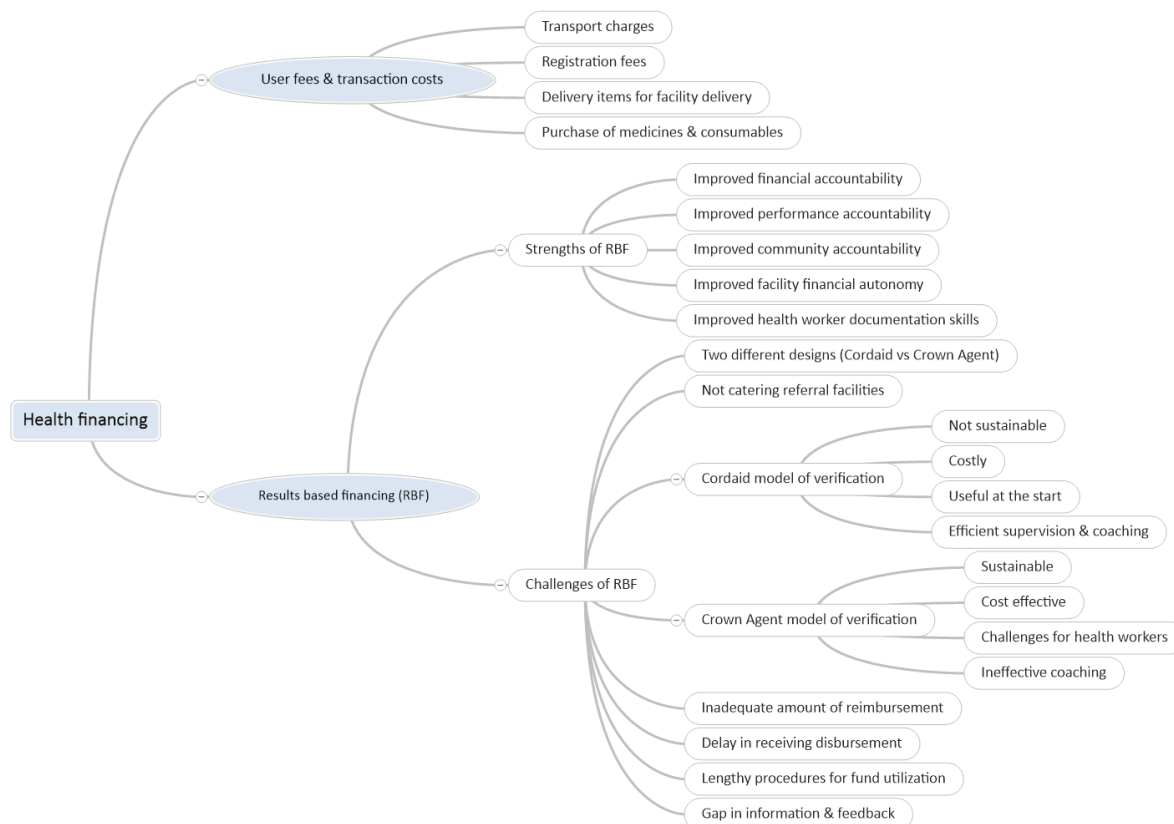 Health financing
User fees & transaction costs
Transport charges
Registration fees
Delivery items for facility delivery
Purchase of medicines & consumables
Results based financing (RBF)
Strengths of RBF
Improved financial accountability
Improved performance accountability
Improved community accountability
Improved facility financial autonomy
Improved health worker documentation skills
Challenges of RBF
Two different designs (Cordaid vs Crown Agent)
Not catering referral facilities
Cordaid model of verification
Not sustainable
Costly
Useful at the start
Efficient supervision & coaching
Crown Agent model of verification
Sustainable
Cost effective
Challenges for health workers
Ineffective coaching
Inadequate amount of reimbursement
Delay in receiving disbursement
Lengthy procedures for fund utilization
Gap in information & feedback